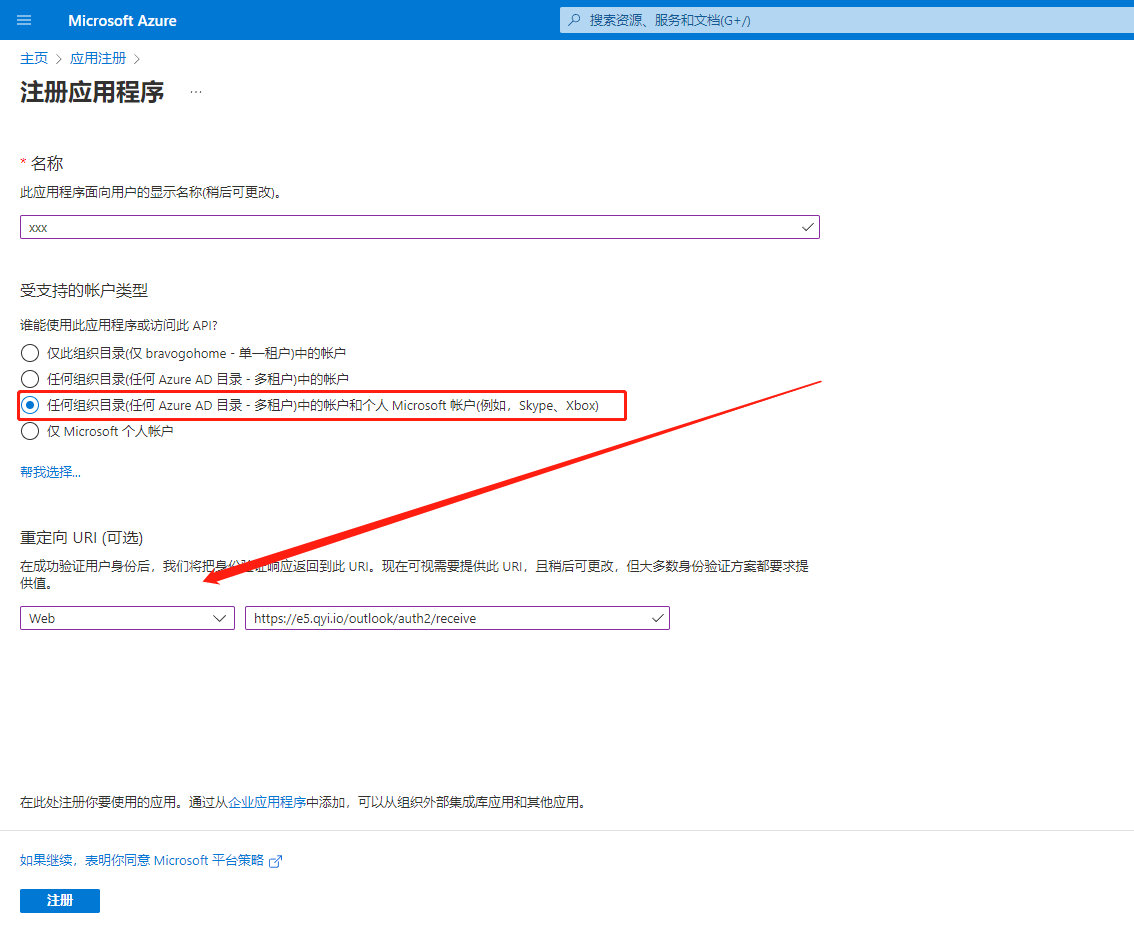 Microsoft Azure
搜索资源、服务和文档(G+/)
主页 > 应用注册 >
注册应用程序 ...
* 名称
此应用程序面向用户的显示名称(稍后可更改)。
xxx
受支持的帐户类型
谁能使用此应用程序或访问此 API?
仅此组织目录(仅 bravogohome - 单一租户)中的帐户
任何组织目录(任何 Azure AD 目录 - 多租户)中的帐户
任何组织目录(任何 Azure AD 目录 - 多租户)中的帐户和个人 Microsoft 帐户(例如，Skype、Xbox)
仅 Microsoft 个人帐户
帮我选择...
重定向 URI (可选)
在成功验证用户身份后，我们将把身份验证响应返回到此 URI。现在可视需要提供此 URI，且稍后可更改，但大多数身份验证方案都要求提
供值。
Web
https://e5.qyi.io/outlook/auth2/receive
在此处注册你要使用的应用。通过从企业应用程序中添加，可以从组织外部集成库应用和其他应用。
如果继续，表明你同意 Microsoft 平台策略
注册